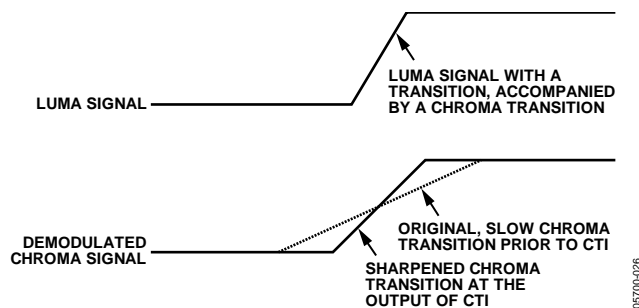 LUMA SIGNAL WITH A
TRANSITION, ACCOMPANIED
BY A CHROMA TRANSITION
LUMA SIGNAL
ORIGINAL, SLOW CHROMA
TRANSITION PRIOR TO CTI
DEMODULATED
CHROMA SIGNAL
SHARPENED CHROMA
TRANSITION AT THE
OUTPUT OF CTI
05700-026